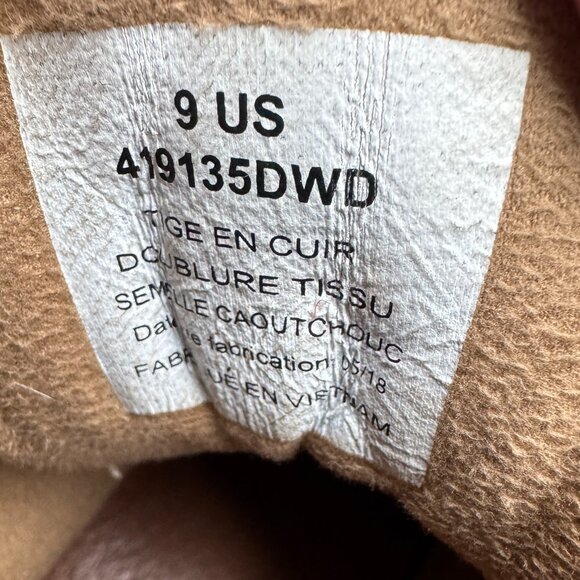 9 US
419135DWD
TIGE EN CUIR
DOUBLURE TISSU
SEMELLE CAOUTCHOUC
Date de fabrication 05/18
FABRIQUÉ EN VIETNAM